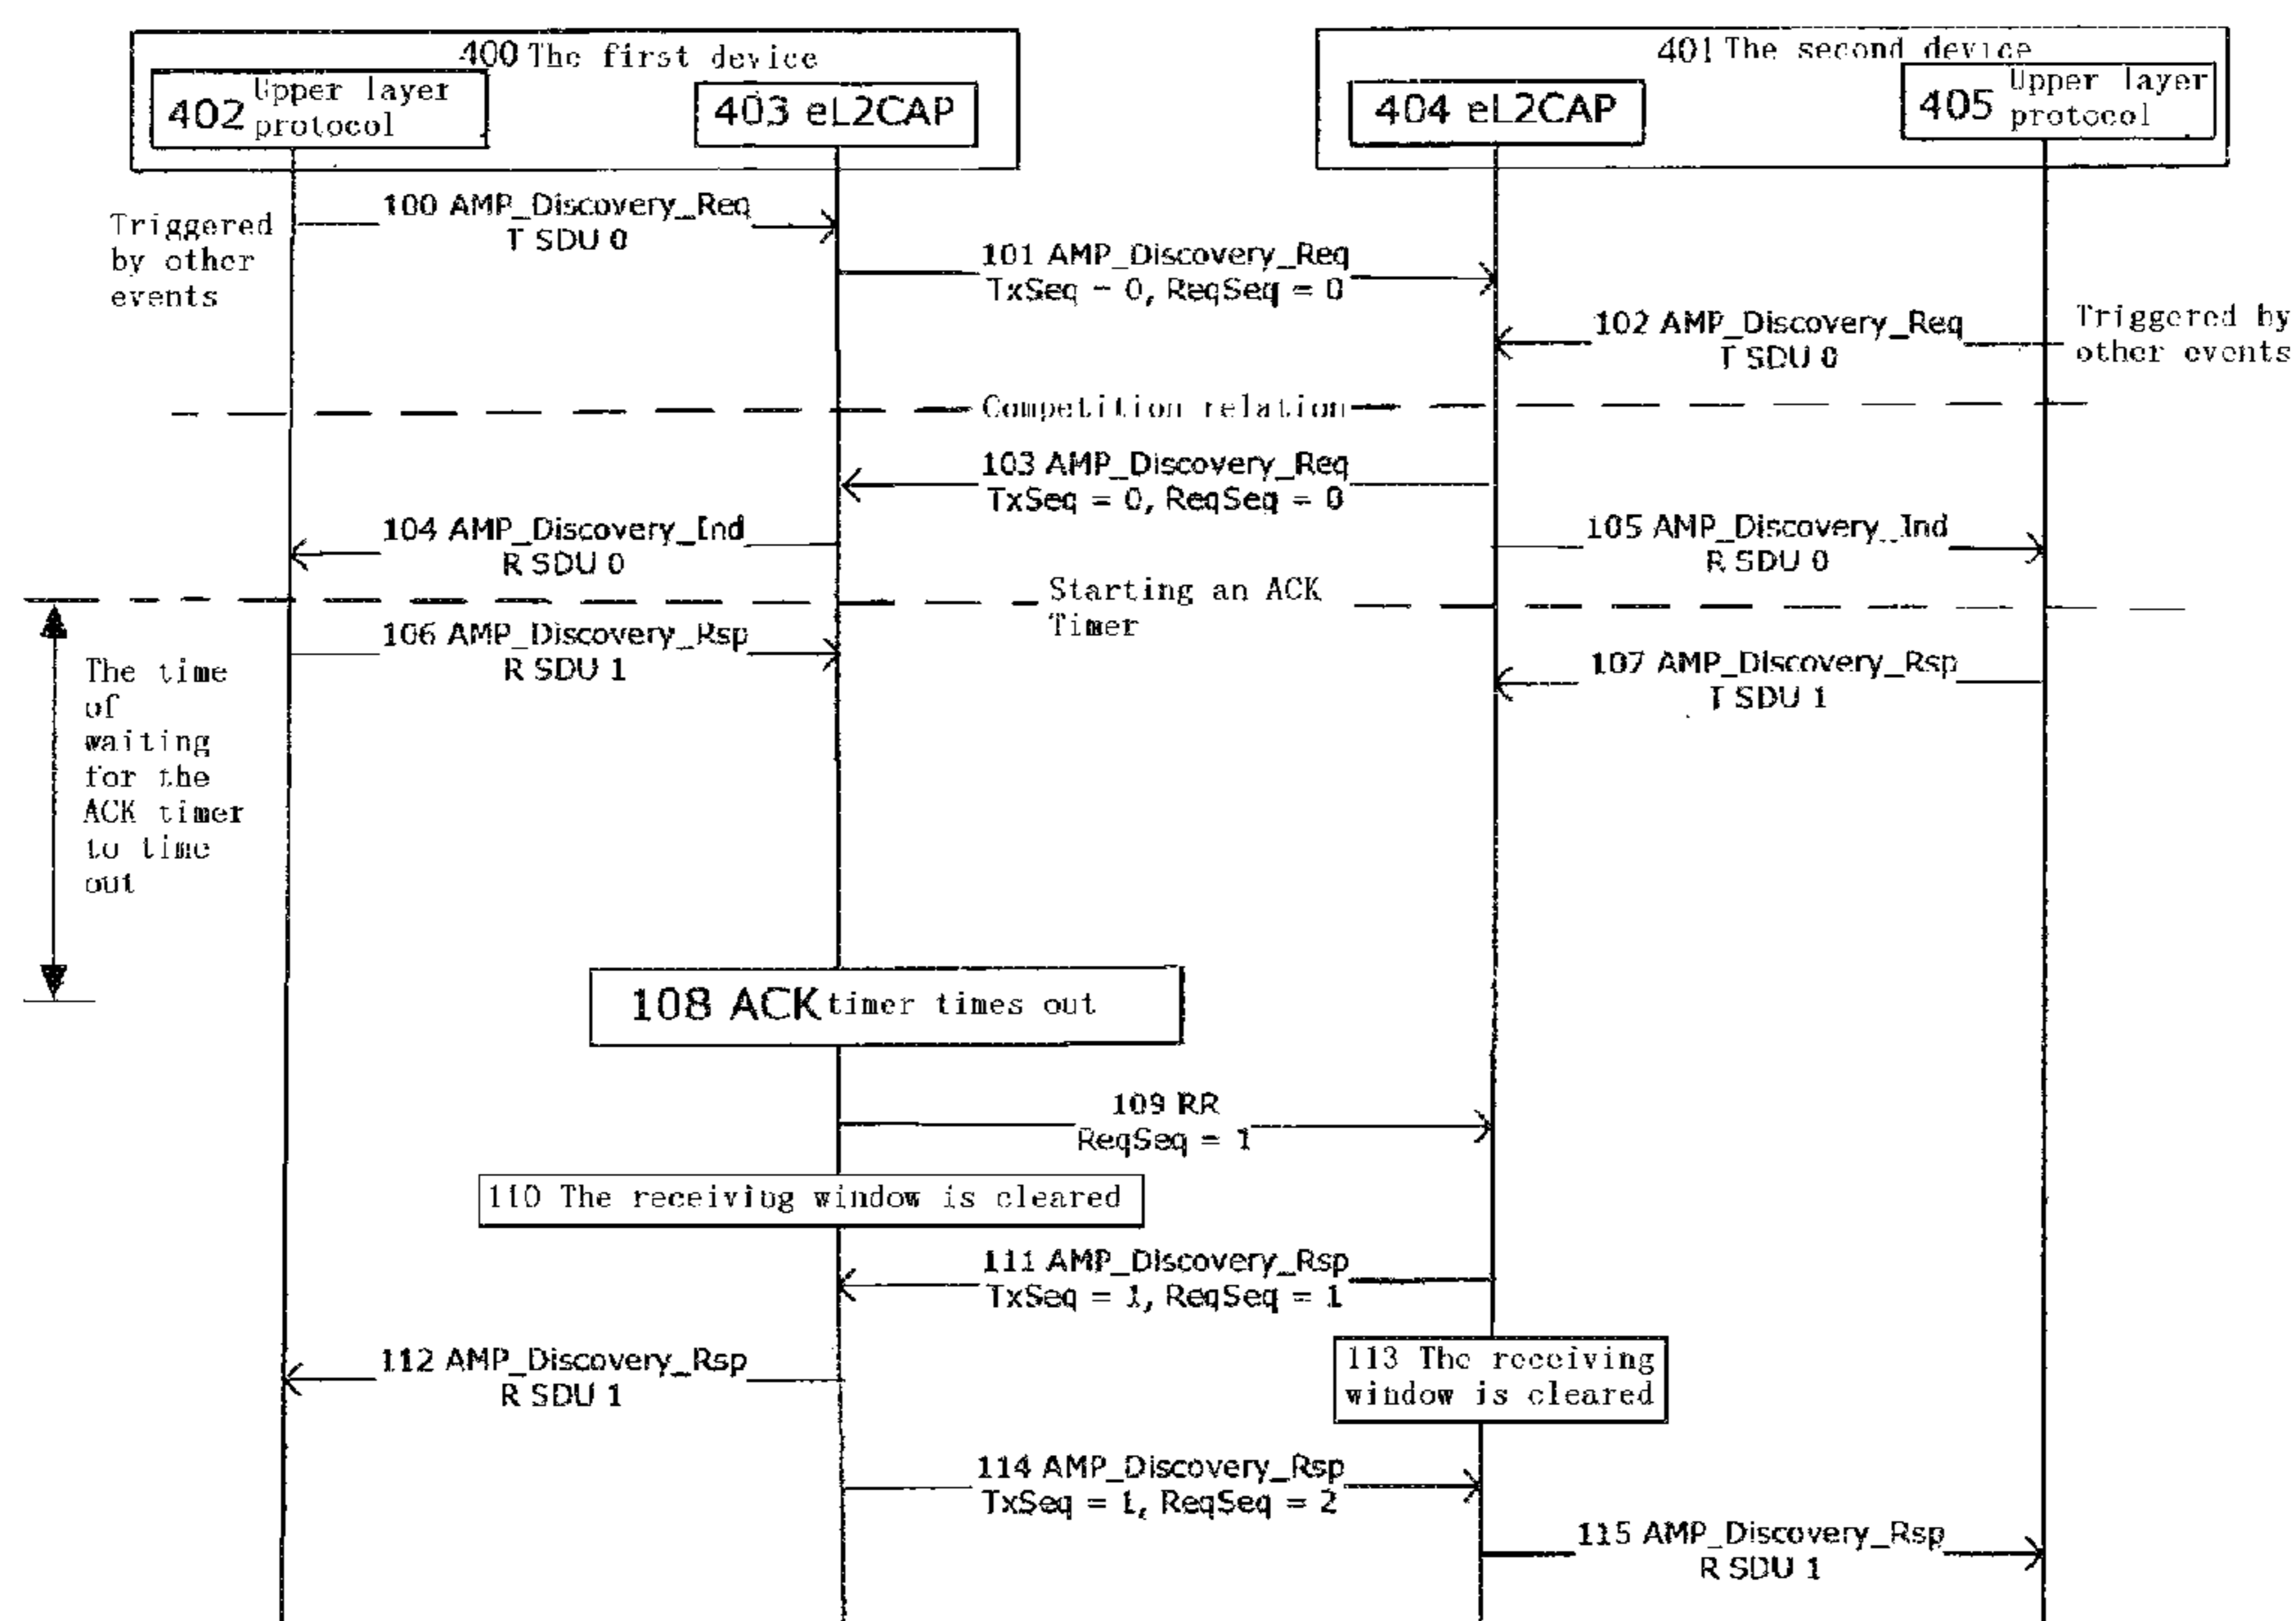 400 The first device
401 The second device
402 Upper layer
protocol
403 eL2CAP
404 eL2CAP
405 Upper layer
protocol
100 AMP_Discovery_Req
T SDU 0
Triggered
by other
events
101 AMP_Discovery_Req
TxSeq = 0, ReqSeq = 0
102 AMP_Discovery_Req
T SDU 0
Triggered by
other events
Competition relation
103 AMP_Discovery_Req
TxSeq = 0, ReqSeq = 0
104 AMP_Discovery_Ind
R SDU 0
105 AMP_Discovery_Ind
R SDU 0
Starting an ACK
Timer
106 AMP_Discovery_Rsp
R SDU 1
107 AMP_Discovery_Rsp
T SDU 1
The time
of
waiting
for the
ACK timer
to time
out
108 ACK timer times out
109 RR
ReqSeq = 1
110 The receiving window is cleared
111 AMP_Discovery_Rsp
TxSeq = 1, ReqSeq = 1
112 AMP_Discovery_Rsp
R SDU 1
113 The receiving
window is cleared
114 AMP_Discovery_Rsp
TxSeq = 1, ReqSeq = 2
115 AMP_Discovery_Rsp
R SDU 1